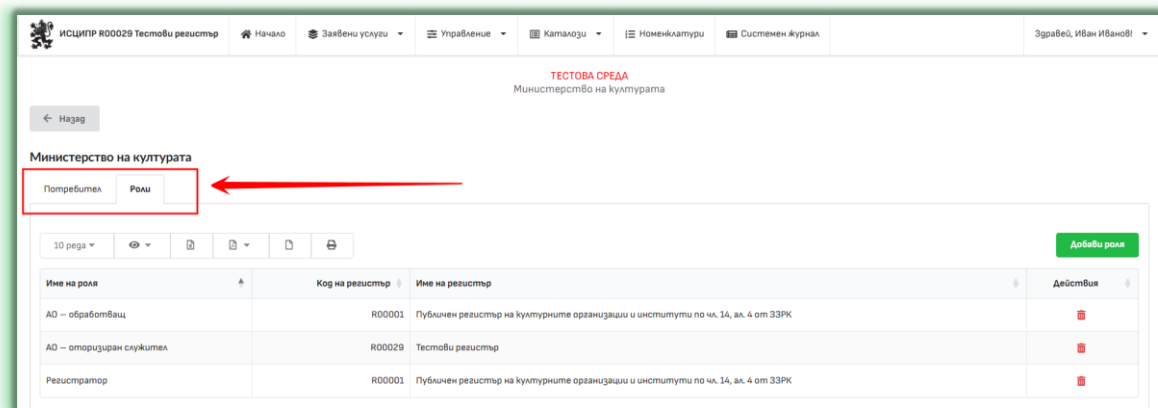 ИСЦИПР R00029 Тестови регистър Начало Заявени услуги Управление Каталози Номенклатури Системен журнал Здравей, Иван Иванов!
ТЕСТОВА СРЕДА
Министерство на културата
Назад
Министерство на културата
Потребител Роли
10 реда Добави роля
Име на роля Код на регистър Име на регистър Действия
АО – обработващ R00001 Публичен регистър на културните организации и институти по чл. 14, ал. 4 от ЗЗРК
АО – оторизиран служител R00029 Тестови регистър
Регистратор R00001 Публичен регистър на културните организации и институти по чл. 14, ал. 4 от ЗЗРК